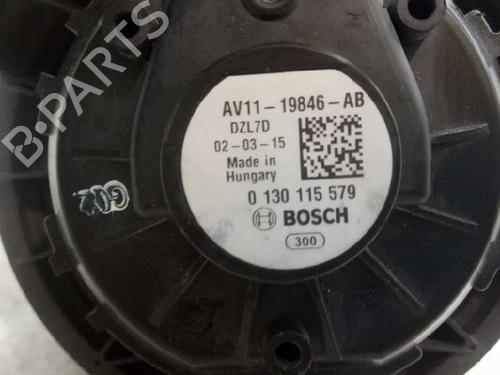 B-PARTS
AV11-19846-AB
DZL7D
02-03-15
Made in
Hungary
0 130 115 579
BOSCH
300